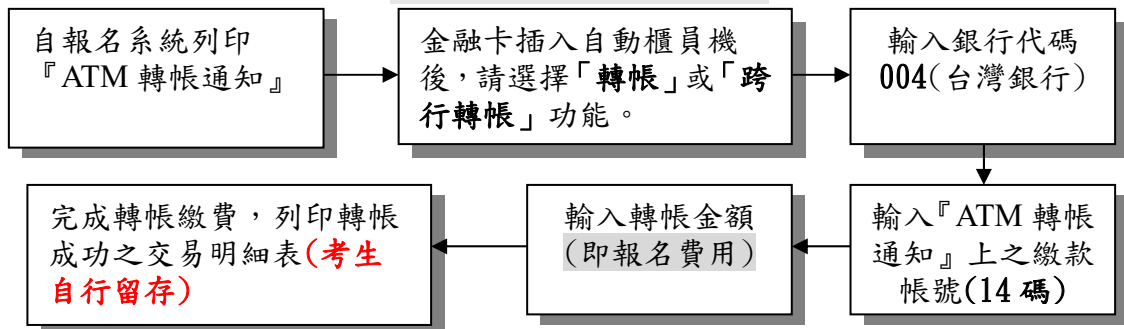 自報名系統列印
『ATM 轉帳通知』
金融卡插入自動櫃員機
後，請選擇「轉帳」或「跨
行轉帳」功能。
輸入銀行代碼
004(台灣銀行)
輸入『ATM 轉帳
通知』上之繳款
帳號(14 碼)
輸入轉帳金額
(即報名費用)
完成轉帳繳費，列印轉帳
成功之交易明細表(考生
自行留存)